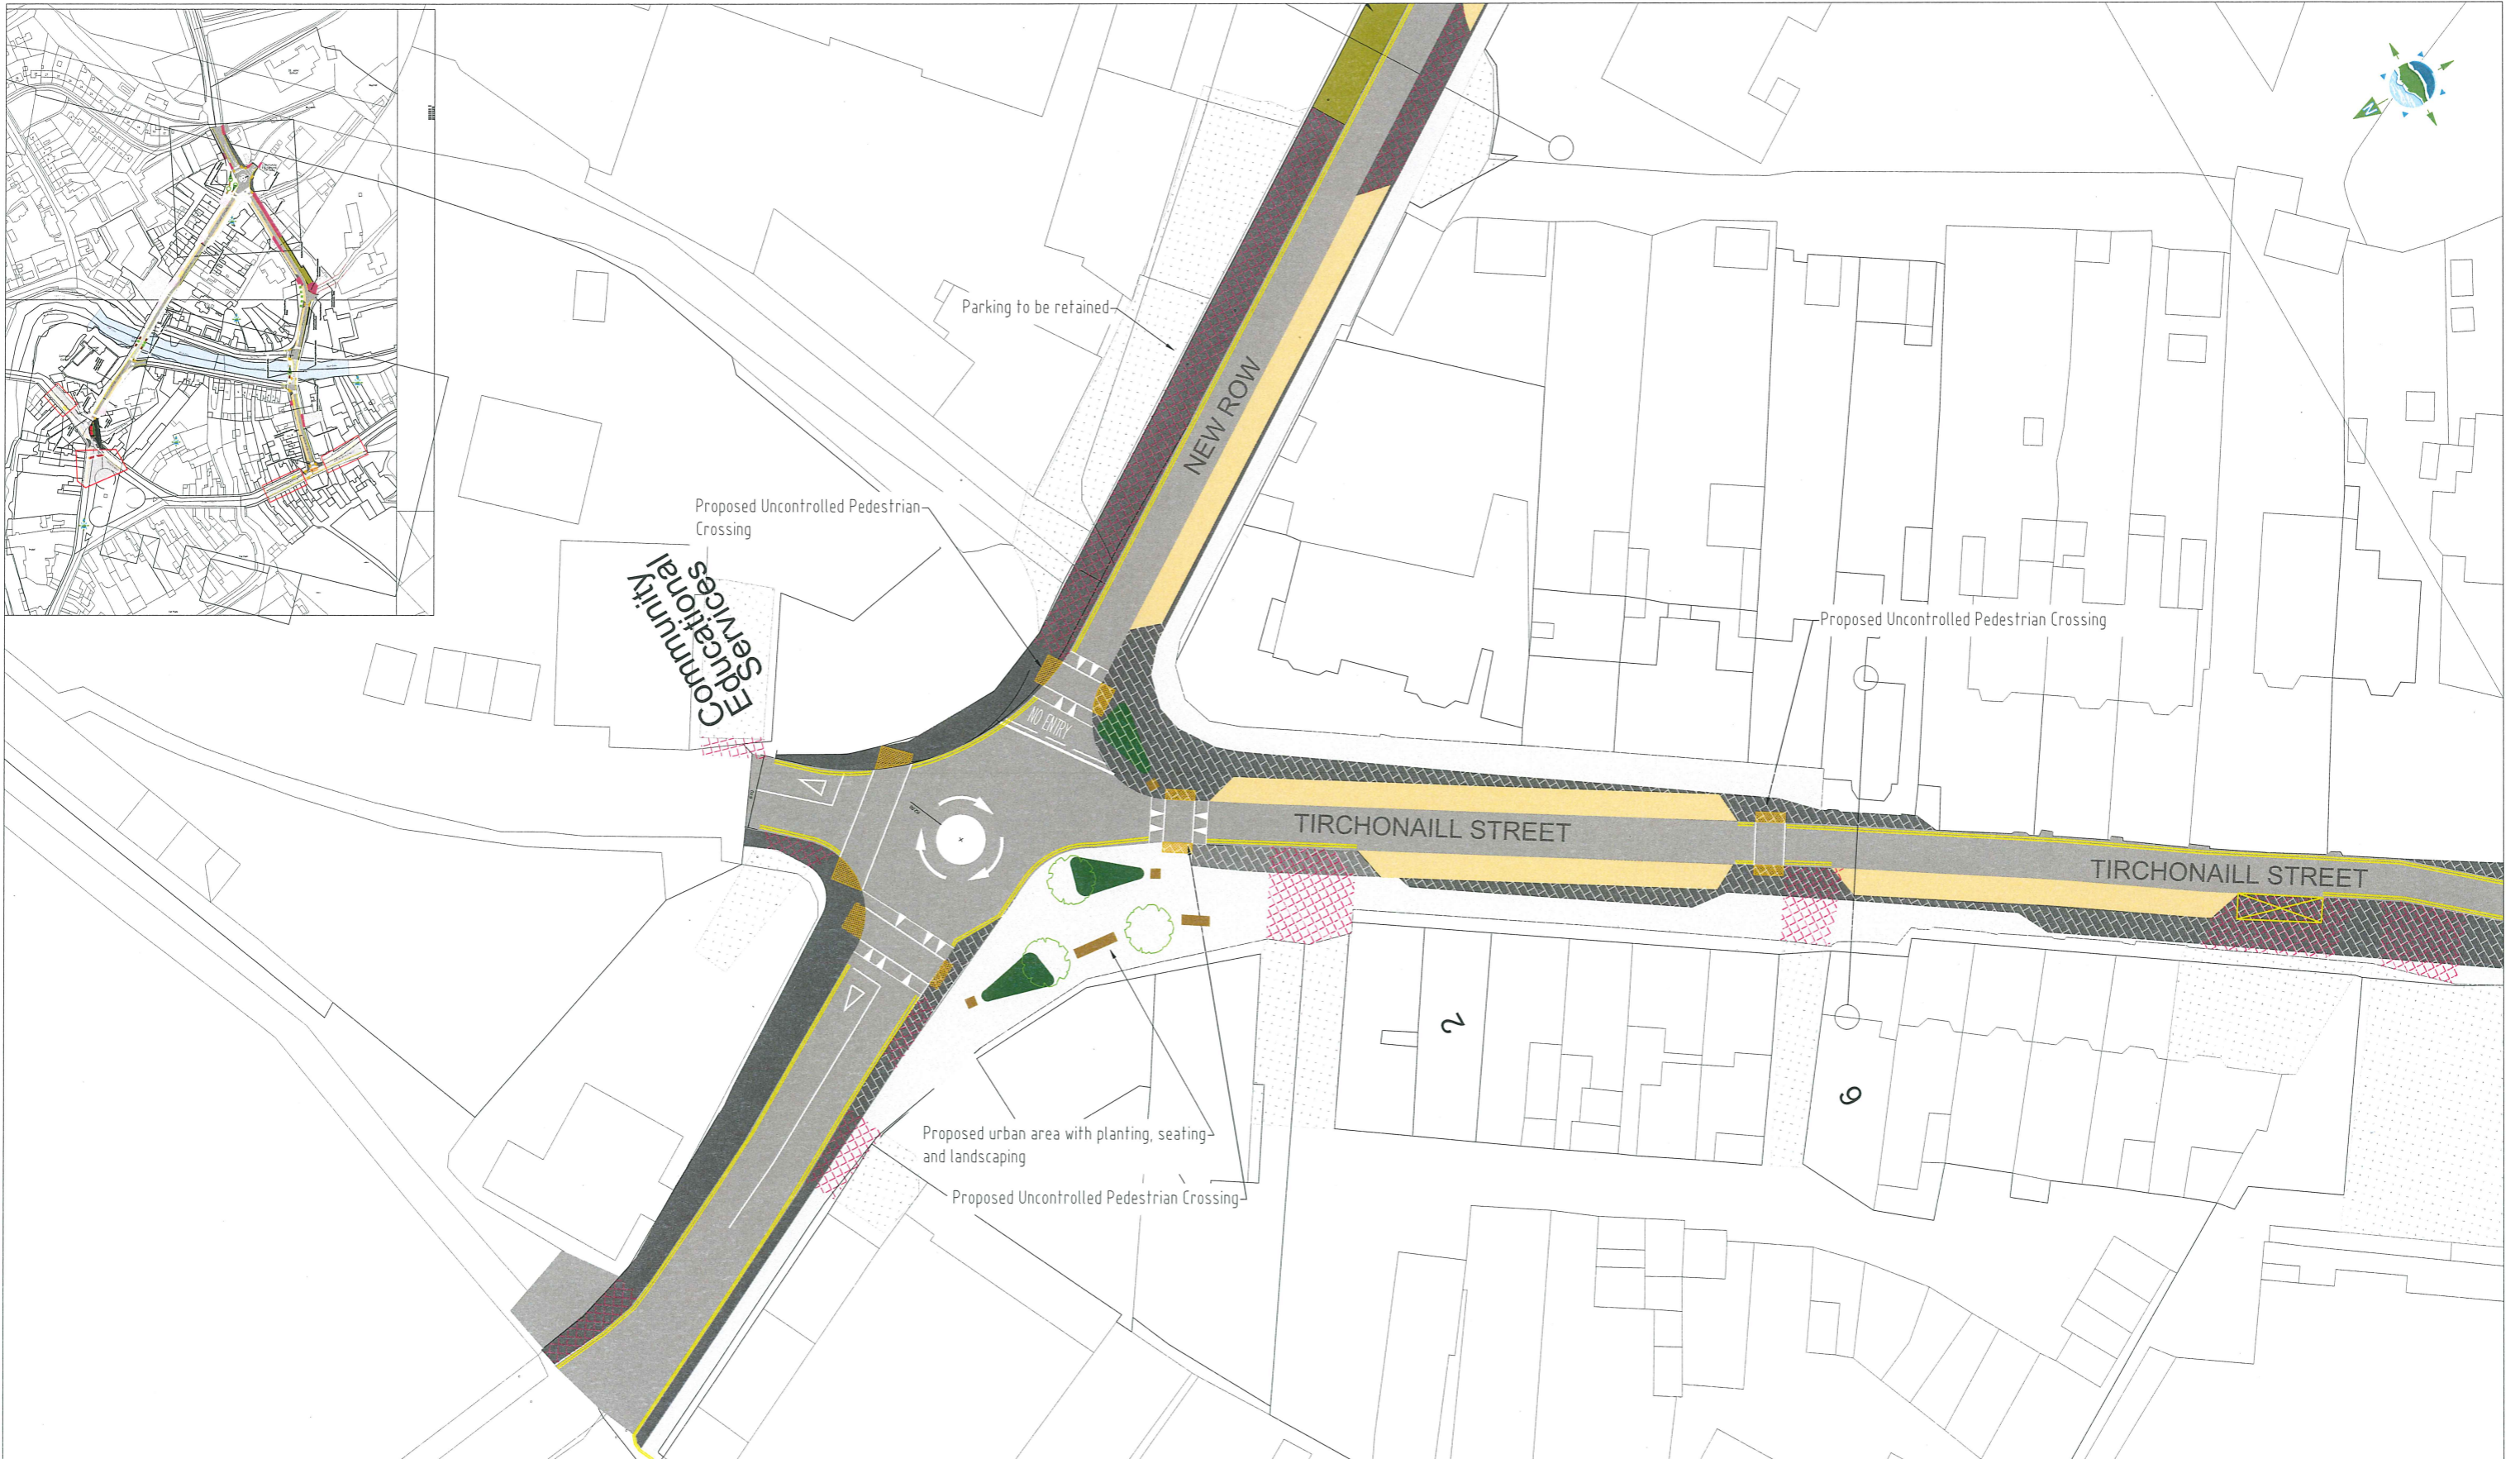 Parking to be retained
NEW ROW
Proposed Uncontrolled Pedestrian
Crossing
Community
Educational
Services
Proposed Uncontrolled Pedestrian Crossing
NO ENTRY
TIRCHONAILL STREET
TIRCHONAILL STREET
2
9
Proposed urban area with planting, seating
and landscaping
Proposed Uncontrolled Pedestrian Crossing
N